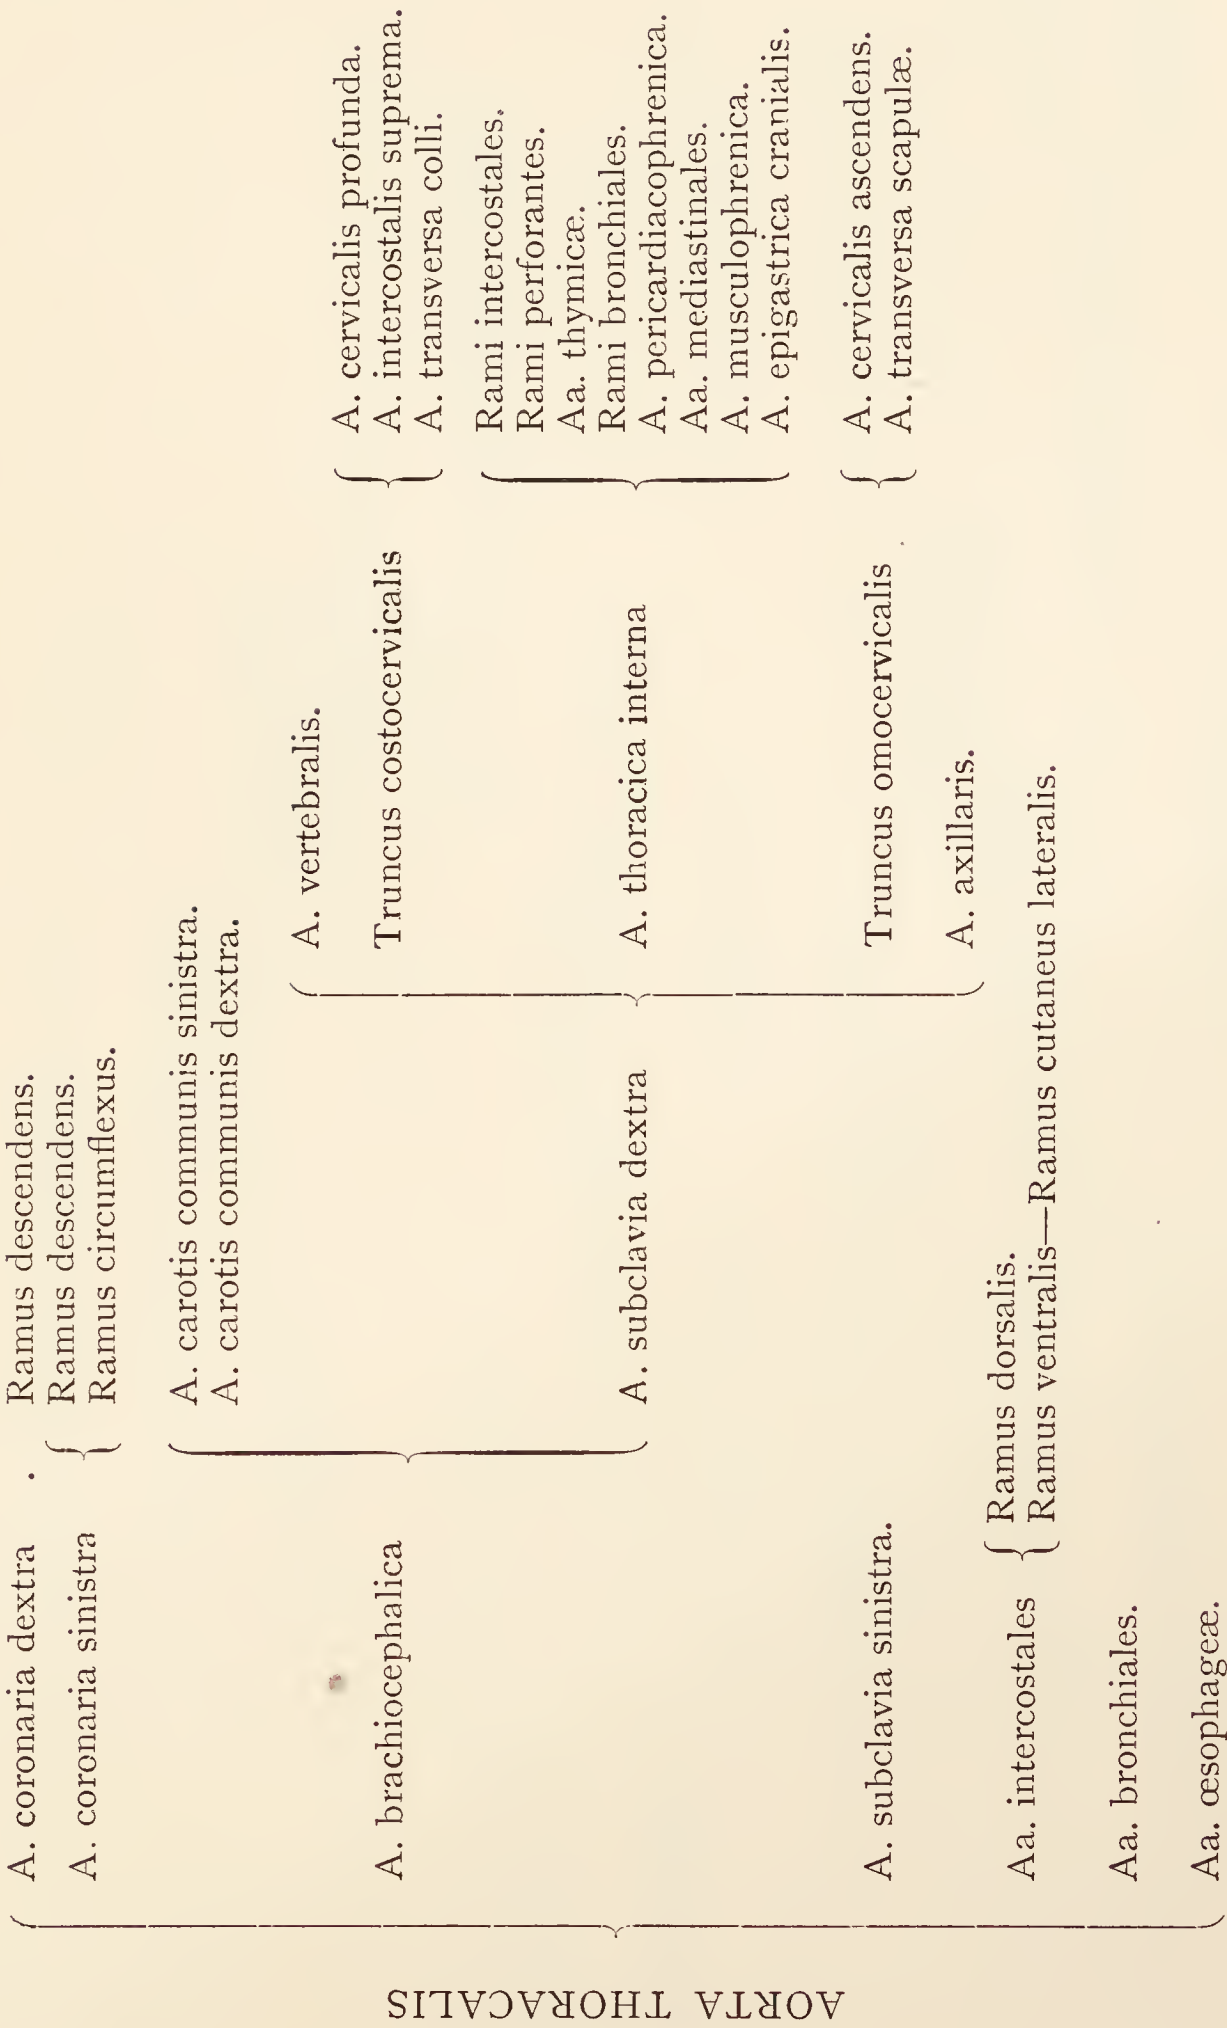 AORTA THORACALIS
A. coronaria dextra . Ramus descendens.
A. coronaria sinistra { Ramus descendens.
Ramus circumflexus.
A. brachiocephalica
A. carotis communis sinistra.
A. carotis communis dextra.
A. subclavia dextra
A. vertebralis.
Truncus costocervicalis
A. cervicalis profunda.
A. intercostalis suprema.
A. transversa colli.
A. thoracica interna
Rami intercostales.
Rami perforantes.
Aa. thymicæ.
Rami bronchiales.
A. pericardiacophrenica.
Aa. mediastinales.
A. musculophrenica.
A. epigastrica cranialis.
Truncus omocervicalis
A. cervicalis ascendens.
A. transversa scapulæ.
A. axillaris.
A. subclavia sinistra.
Aa. intercostales { Ramus dorsalis.
Ramus ventralis—Ramus cutaneus lateralis.
Aa. bronchiales.
Aa. œsophageæ.